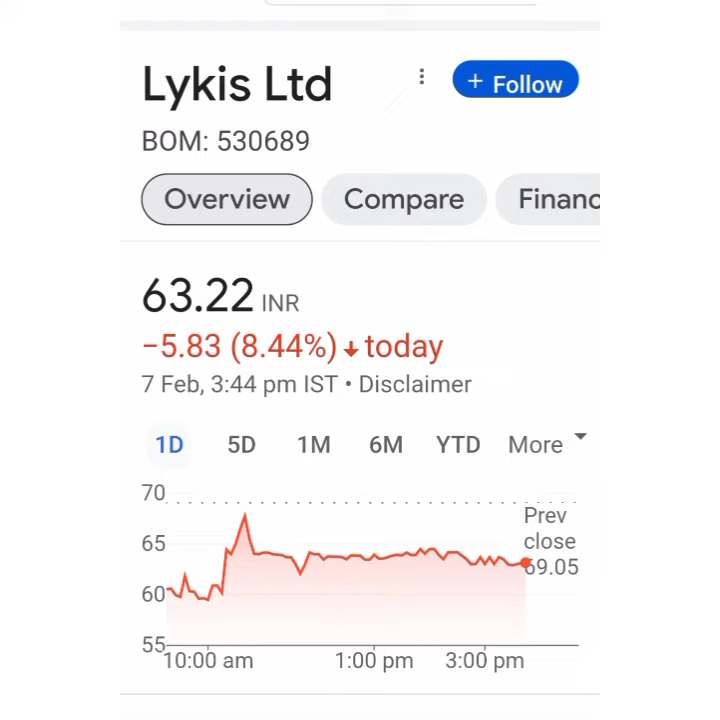 Lykis Ltd
+ Follow
BOM: 530689
Overview
Compare
Financ
63.22 INR
−5.83 (8.44%) ↓ today
7 Feb, 3:44 pm IST • Disclaimer
1D 5D 1M 6M YTD More
70
65
60
55
Prev
close
69.05
10:00 am 1:00 pm 3:00 pm